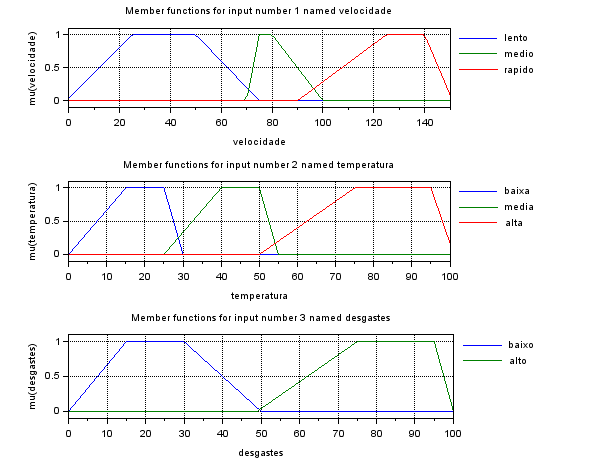 Member functions for input number 1 named velocidade
mu(velocidade)
1
0.5
0
0 20 40 60 80 100 120 140
velocidade
lento
medio
rapido
Member functions for input number 2 named temperatura
mu(temperatura)
1
0.5
0
0 10 20 30 40 50 60 70 80 90 100
temperatura
baixa
media
alta
Member functions for input number 3 named desgastes
mu(desgastes)
1
0.5
0
0 10 20 30 40 50 60 70 80 90 100
desgastes
baixo
alto